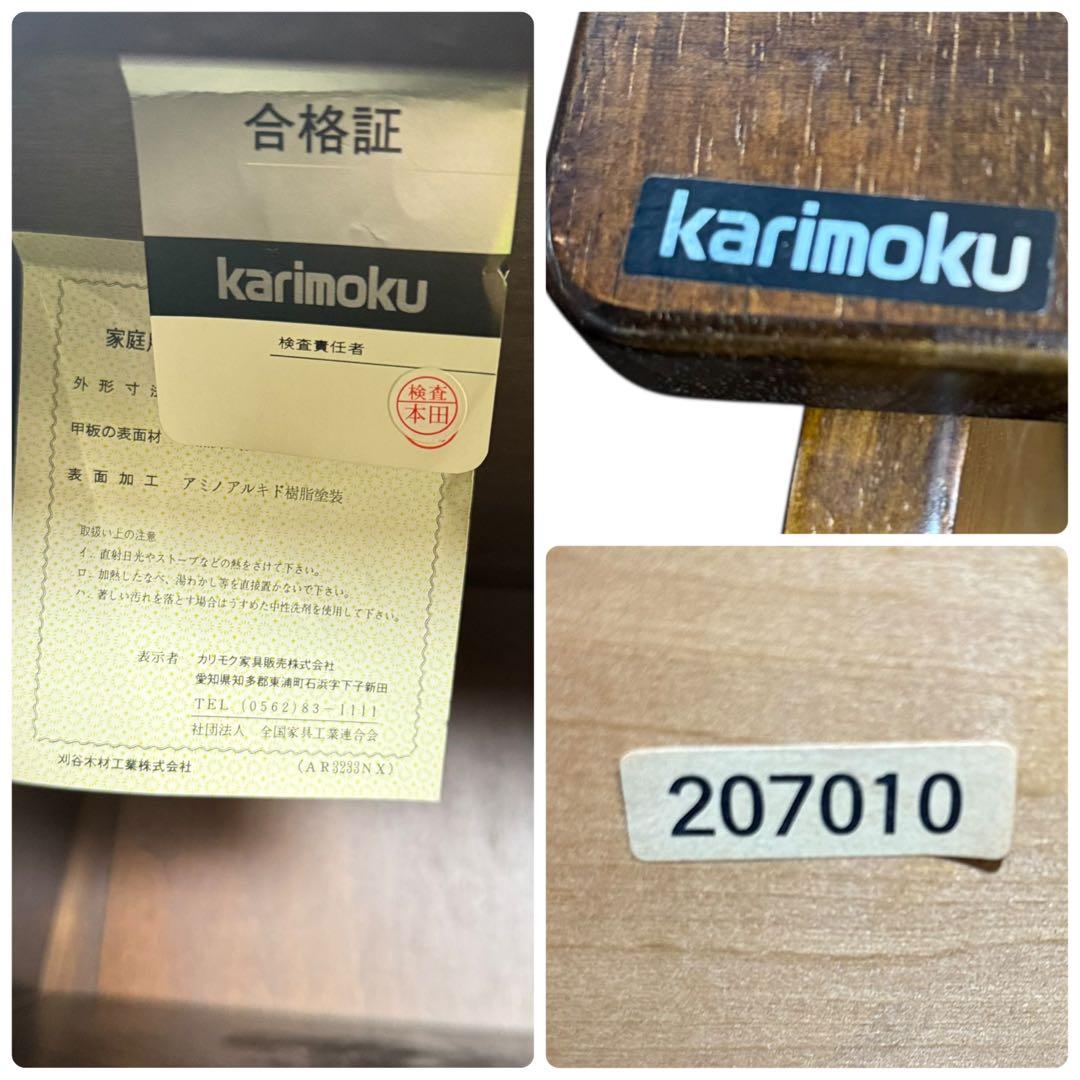 合格証
karimoku
検査責任者
検査
本田
家庭
外形寸
甲板の表面材
表面加工 アミノアルキド樹脂塗装
取扱い上の注意
イ．直射日光やストーブなどの熱をさけて下さい。
ロ．加熱したなべ、湯わかし等を直接置かないで下さい。
ハ．著しい汚れを落とす場合はうすめた中性洗剤を使用して下さい。
表示者 カリモク家具販売株式会社
愛知県知多郡東浦町石浜字下子新田
TEL (0562)83-1111
社団法人 全国家具工業連合会
刈谷木材工業株式会社 (AR3233NX)
karimoku
207010